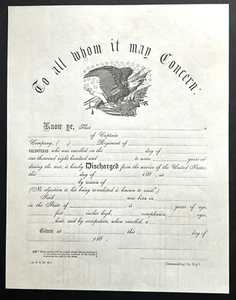 To all whom it may Concern:
Know ye, That a
of Captain
Company, ( ) Regiment of
VOLUNTEERS who was enrolled on the day of
one thousand eight hundred and to serve years or
during the war, is hereby Discharged from the service of the United States,
this day of , 186 , at
by reason of
(No objection to his being re-enlisted is known to exist.)
Said was born in
in the State of , is years of age,
feet inches high, complexion, eyes,
hair, and by occupation, when enrolled, a
Given at this day of
186 .
Commanding the Reg't.